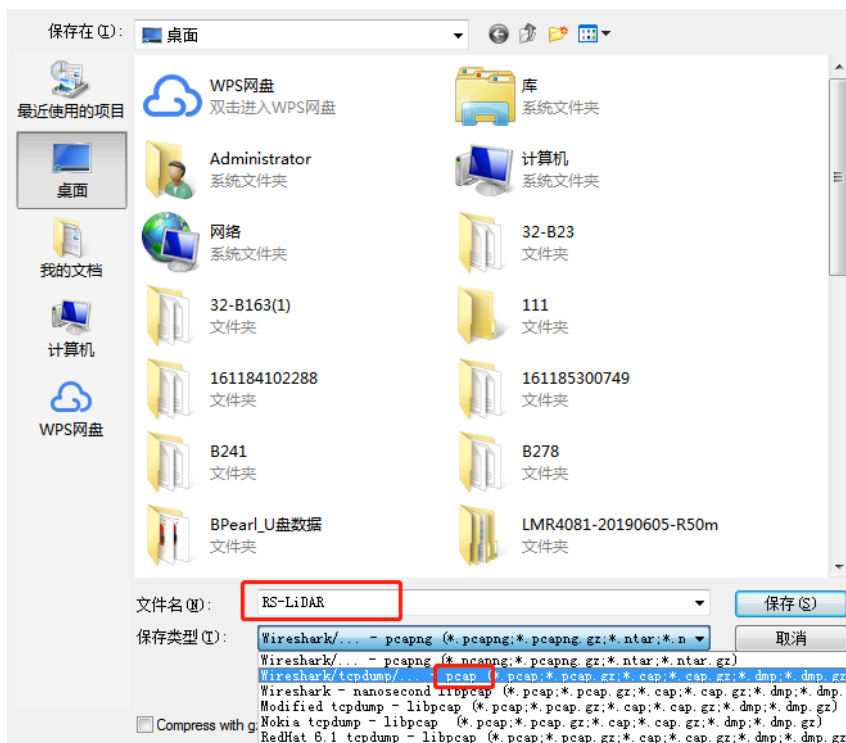 保存在(I):
桌面
最近使用的项目
桌面
我的文档
计算机
WPS网盘
WPS网盘
双击进入WPS网盘
库
系统文件夹
Administrator
系统文件夹
计算机
系统文件夹
网络
系统文件夹
32-B23
文件夹
32-B163(1)
文件夹
111
文件夹
161184102288
文件夹
161185300749
文件夹
B241
文件夹
B278
文件夹
BPearl_U盘数据
文件夹
LMR4081-20190605-R50m
文件夹
文件名(N):
RS-LiDAR
保存(S)
保存类型(T):
Wireshark/... - pcapng (*.pcapng;*.pcapng.gz;*.ntar;*.n
取消
Wireshark/... - pcapng (*.pcapng;*.pcapng.gz;*.ntar;*.ntar.gz)
Wireshark/tcpdump/... - pcap (*.pcap;*.pcap.gz;*.cap;*.cap.gz;*.dmp;*.dmp.gz
Wireshark - nanosecond libpcap (*.pcap;*.pcap.gz;*.cap;*.cap.gz;*.dmp;*.dmp.
Modified tcpdump - libpcap (*.pcap;*.pcap.gz;*.cap;*.cap.gz;*.dmp;*.dmp.gz)
Nokia tcpdump - libpcap (*.pcap;*.pcap.gz;*.cap;*.cap.gz;*.dmp;*.dmp.gz)
RedHat 6.1 tcpdump - libpcap (*.pcap;*.pcap.gz;*.cap;*.cap.gz;*.dmp;*.dmp.gz
Compress with g